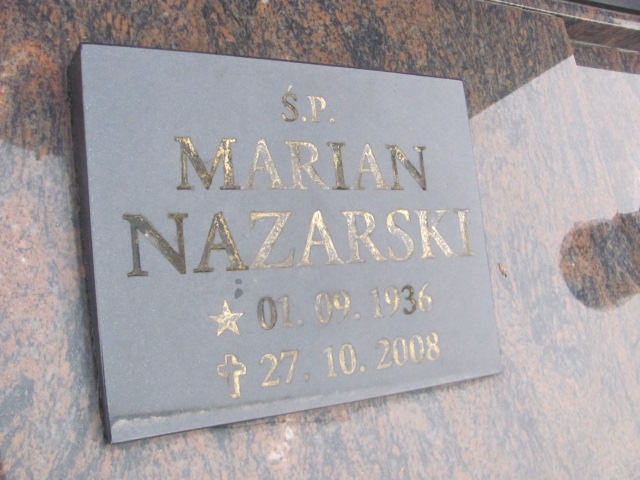 Ś.P.
MARIAN
NAZARSKI
01. 09. 1936
27. 10. 2008